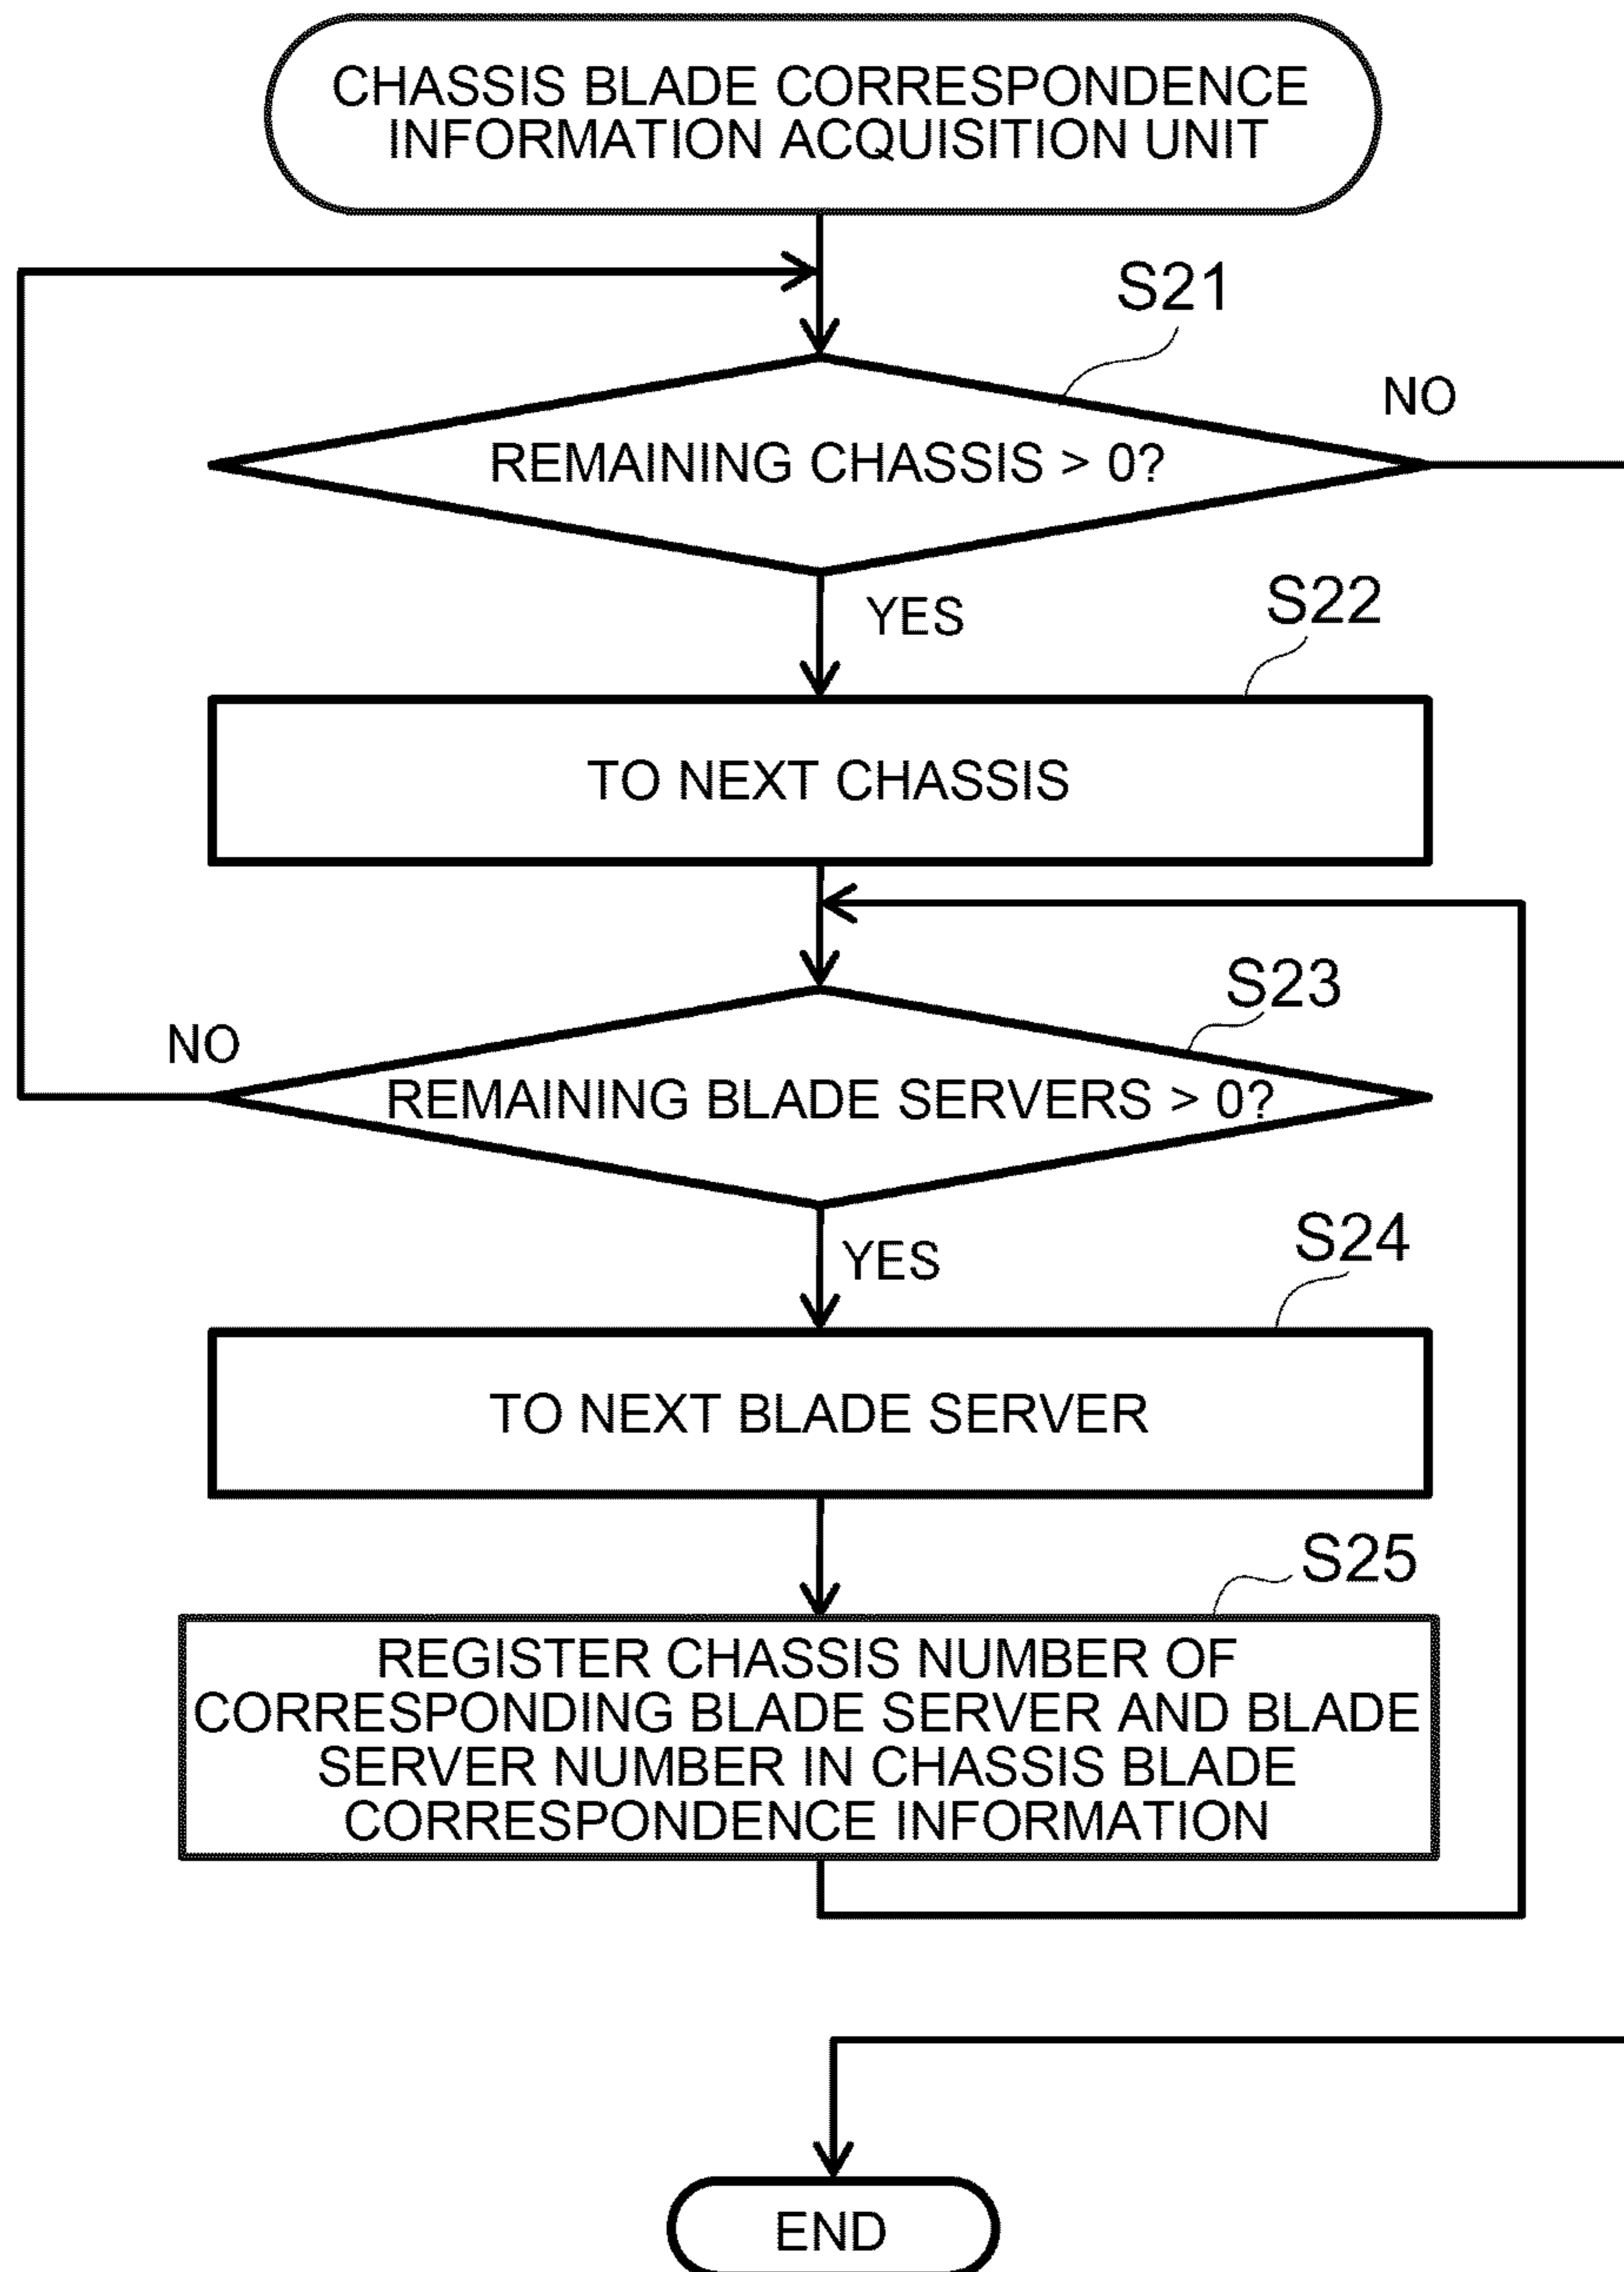 CHASSIS BLADE CORRESPONDENCE
INFORMATION ACQUISITION UNIT
S21
NO
REMAINING CHASSIS > 0?
YES
S22
TO NEXT CHASSIS
S23
NO
REMAINING BLADE SERVERS > 0?
YES
S24
TO NEXT BLADE SERVER
S25
REGISTER CHASSIS NUMBER OF
CORRESPONDING BLADE SERVER AND BLADE
SERVER NUMBER IN CHASSIS BLADE
CORRESPONDENCE INFORMATION
END